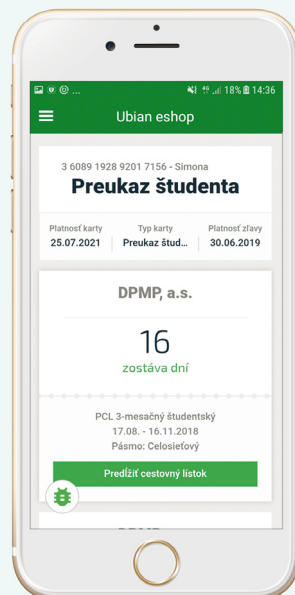 ... 4G 18% 14:36
Ubian eshop
3 6089 1928 9201 7156 - Simona
Preukaz študenta
Platnosť karty Typ karty Platnosť zľavy
25.07.2021 Preukaz štud... 30.06.2019
DPMP, a.s.
16
zostáva dní
PCL 3-mesačný študentský
17.08. - 16.11.2018
Pásmo: Celosieťový
Predĺžiť cestovný lístok